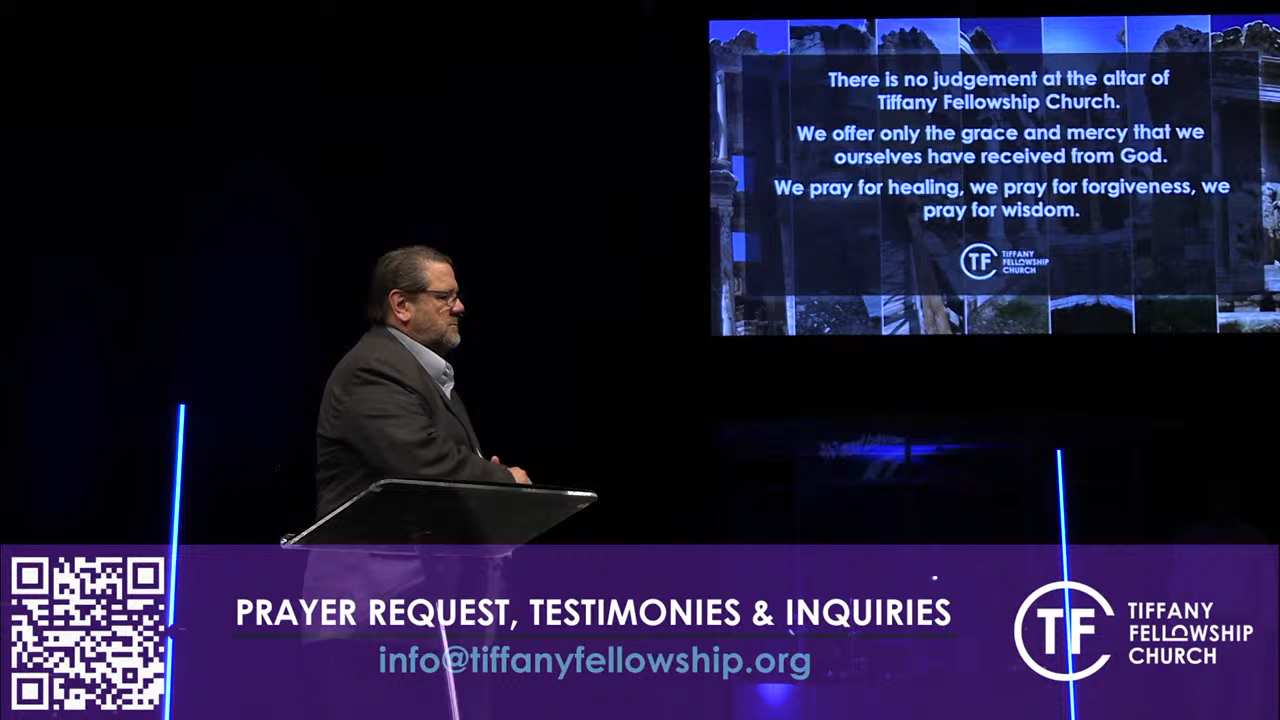 There is no judgement at the altar of
Tiffany Fellowship Church.
We offer only the grace and mercy that we
ourselves have received from God.
We pray for healing, we pray for forgiveness, we
pray for wisdom.
TF
TIFFANY
FELLOWSHIP
CHURCH
PRAYER REQUEST, TESTIMONIES & INQUIRIES
info@tiffanyfellowship.org
TF
TIFFANY
FELLOWSHIP
CHURCH